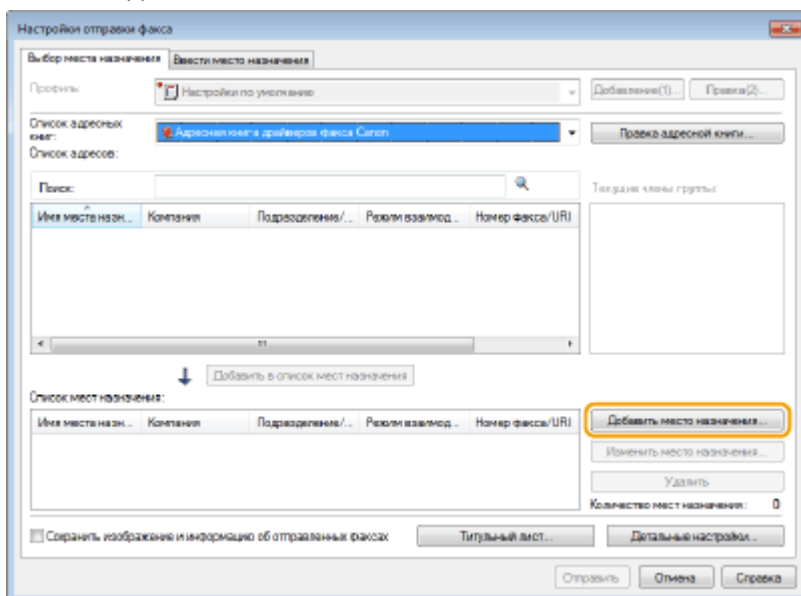 Настройки отправки факса
Выбор места назначения Ввести место назначения
Профиль: Настройки по умолчанию Добавление(1)... Правка(2)...
Список адресных книг: Адресная книга драйверов факса Canon Правка адресной книги...
Список адресов:
Поиск: Текущие члены группы:
Имя места назн... Компания Подразделение/... Режим взаимод... Номер факса/URI
Добавить в список мест назначения
Список мест назначения:
Имя места назн... Компания Подразделение/... Режим взаимод... Номер факса/URI Добавить место назначения...
Изменить место назначения...
Удалить
Количество мест назначения: 0
Сохранить изображение и информацию об отправленных факсах Титульный лист... Детальные настройки...
Отправить Отмена Справка